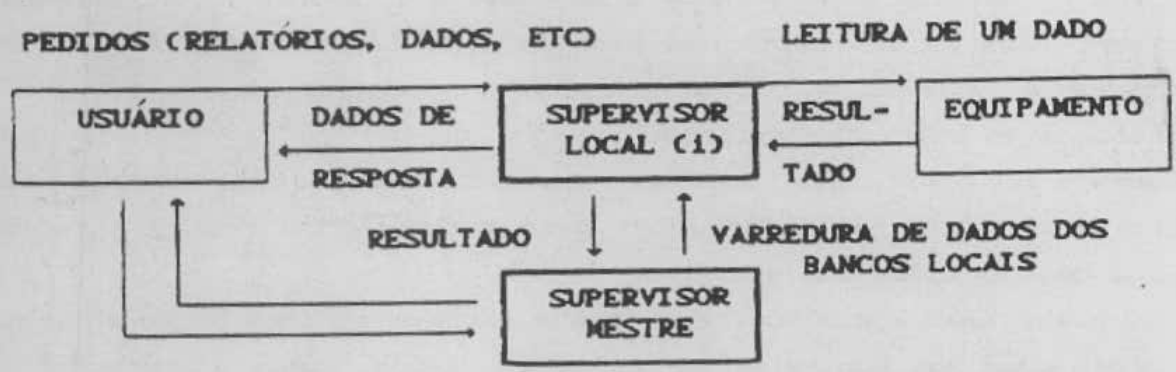 PEDIDOS (RELATÓRIOS, DADOS, ETC)
LEITURA DE UM DADO
USUÁRIO
DADOS DE
RESPOSTA
SUPERVISOR
LOCAL (i)
RESUL-
TADO
EQUIPAMENTO
RESULTADO
VARREDURA DE DADOS DOS
BANCOS LOCAIS
SUPERVISOR
MESTRE